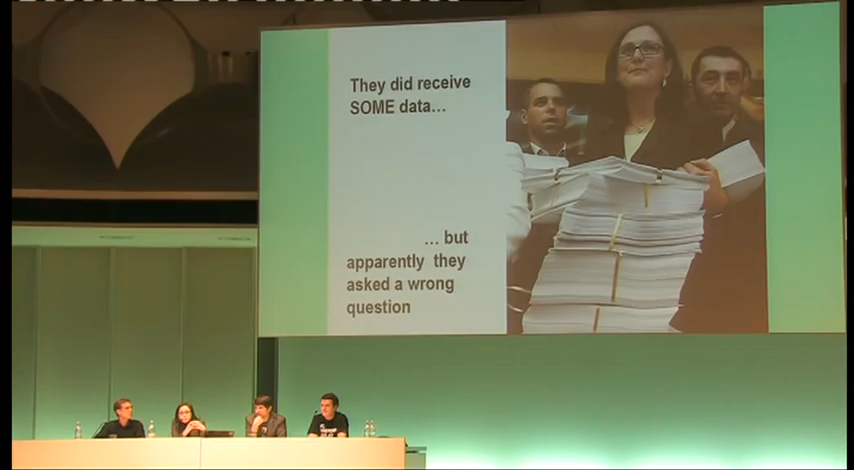 They did receive
SOME data...
... but
apparently they
asked a wrong
question